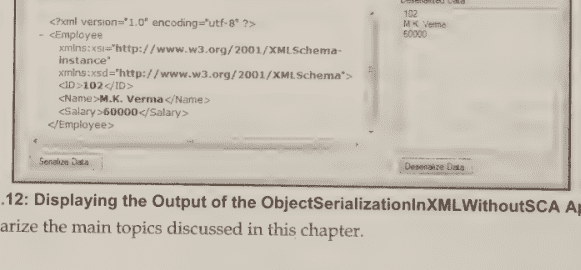 <?xml version="1.0" encoding="utf-8" ?>
- <Employee
xmlns:xsi="http://www.w3.org/2001/XMLSchema-
instance"
xmlns:xsd="http://www.w3.org/2001/XMLSchema">
<ID>102</ID>
<Name>M.K. Verma</Name>
<Salary>60000</Salary>
</Employee>
Serialize Data
Deserialized Data
102
M.K. Verma
60000
Deserialize Data
.12: Displaying the Output of the ObjectSerializationInXMLWithoutSCA Ap
arize the main topics discussed in this chapter.